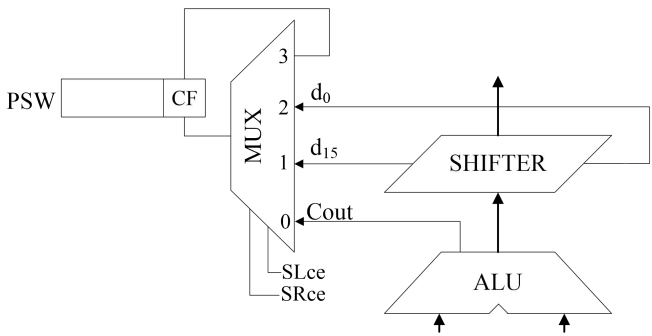 PSW
CF
MUX
3
2
1
0
d₀
d₁₅
Cout
SLce
SRce
SHIFTER
ALU